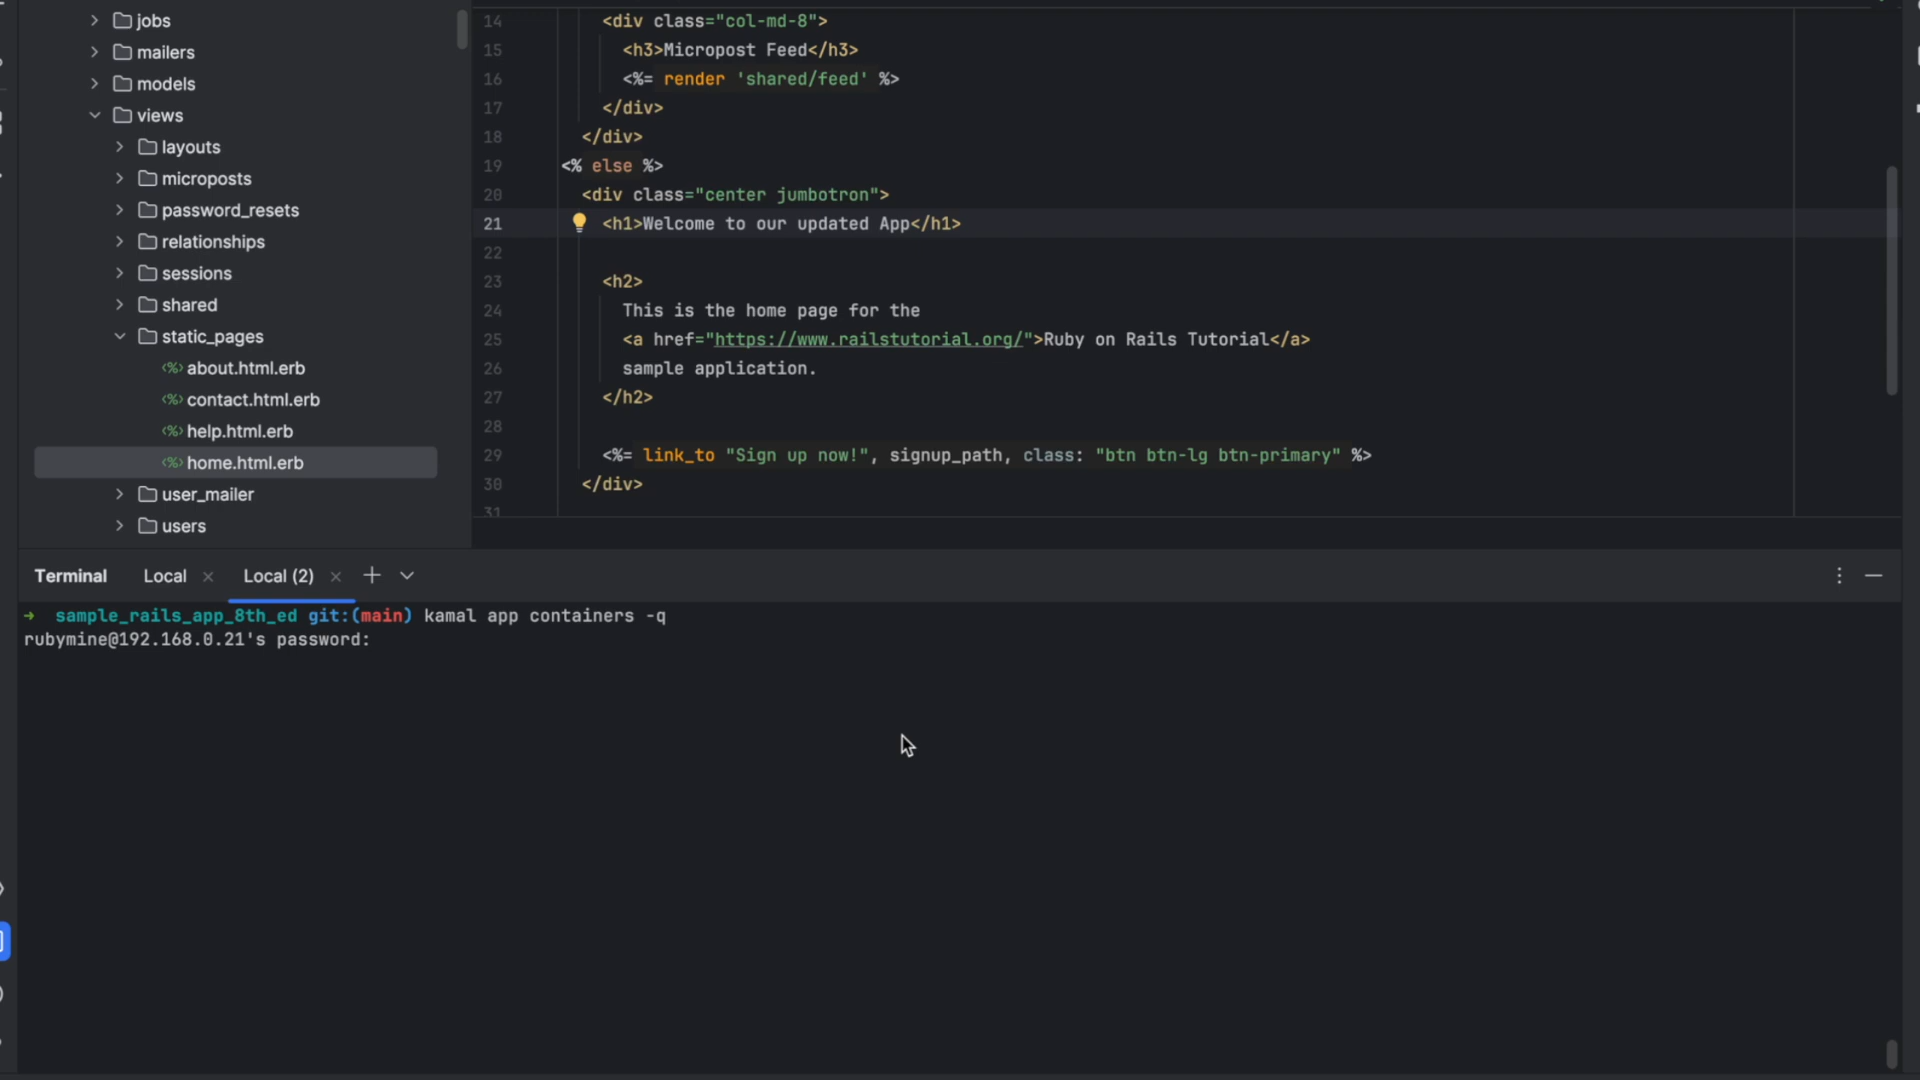 jobs
mailers
models
views
layouts
microposts
password_resets
relationships
sessions
shared
static_pages
<%> about.html.erb
<%> contact.html.erb
<%> help.html.erb
<%> home.html.erb
user_mailer
users
14 <div class="col-md-8">
15 <h3>Micropost Feed</h3>
16 <%= render 'shared/feed' %>
17 </div>
18 </div>
19 <% else %>
20 <div class="center jumbotron">
21 <h1>Welcome to our updated App</h1>
22
23 <h2>
24 This is the home page for the
25 <a href="https://www.railstutorial.org/">Ruby on Rails Tutorial</a>
26 sample application.
27 </h2>
28
29 <%= link_to "Sign up now!", signup_path, class: "btn btn-lg btn-primary" %>
30 </div>
31
Terminal Local Local (2)
→ sample_rails_app_8th_ed git:(main) kamal app containers -q
rubymine@192.168.0.21's password: